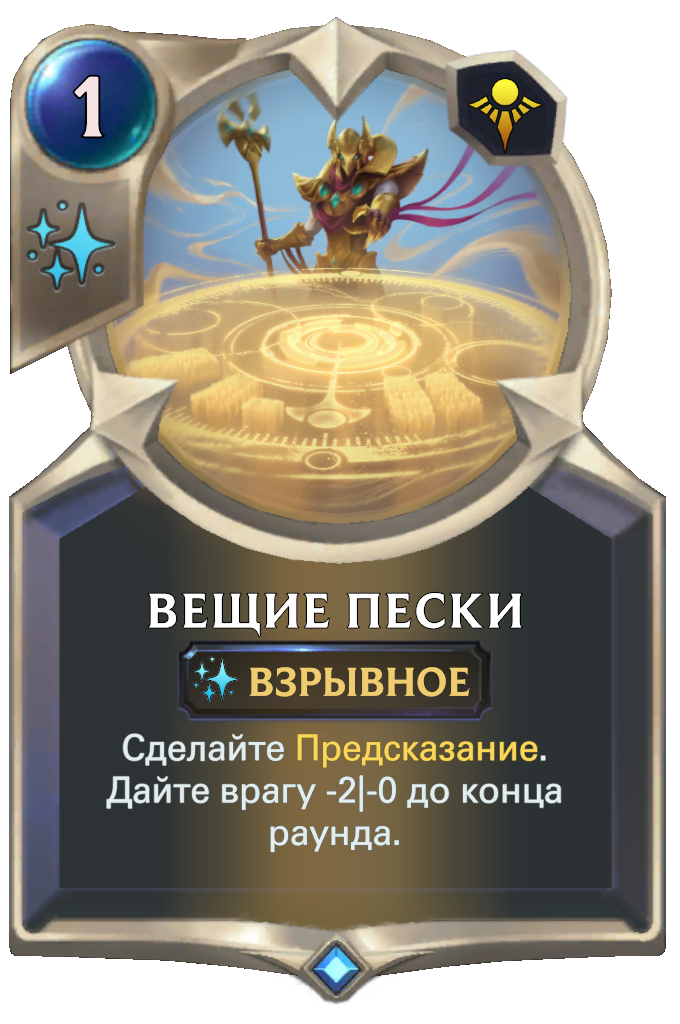 1
ВЕЩИЕ ПЕСКИ
ВЗРЫВНОЕ
Сделайте Предсказание.
Дайте врагу -2|-0 до конца
раунда.